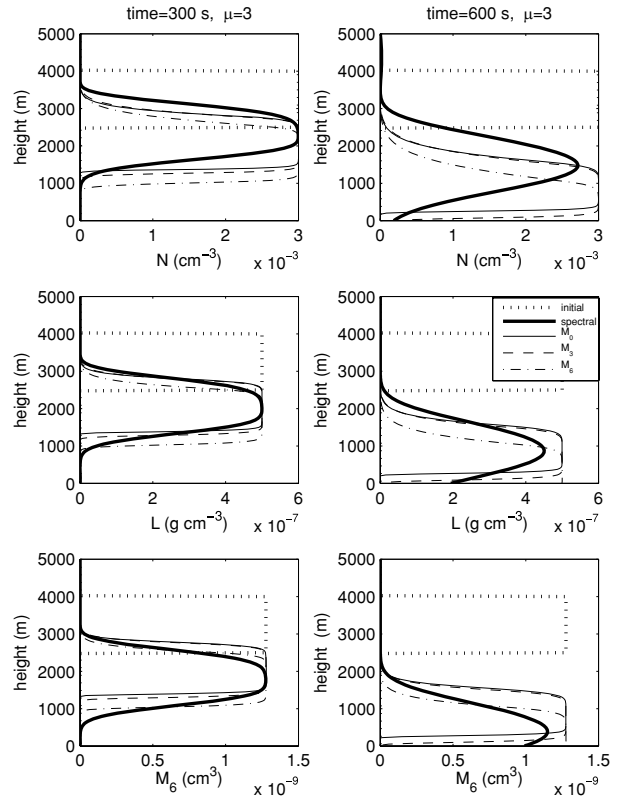 time=300 s, μ=3
time=600 s, μ=3
5000
4000
3000
2000
1000
0
height (m)
0
1
2
3
N (cm−3)
x 10−3
5000
4000
3000
2000
1000
0
height (m)
0
1
2
3
N (cm−3)
x 10−3
5000
4000
3000
2000
1000
0
height (m)
0
2
4
6
L (g cm−3)
x 10−7
5000
4000
3000
2000
1000
0
height (m)
initial
spectral
M0
M3
M6
0
2
4
6
L (g cm−3)
x 10−7
5000
4000
3000
2000
1000
0
height (m)
0
0.5
1
1.5
M6 (cm3)
x 10−9
5000
4000
3000
2000
1000
0
height (m)
0
0.5
1
1.5
M6 (cm3)
x 10−9